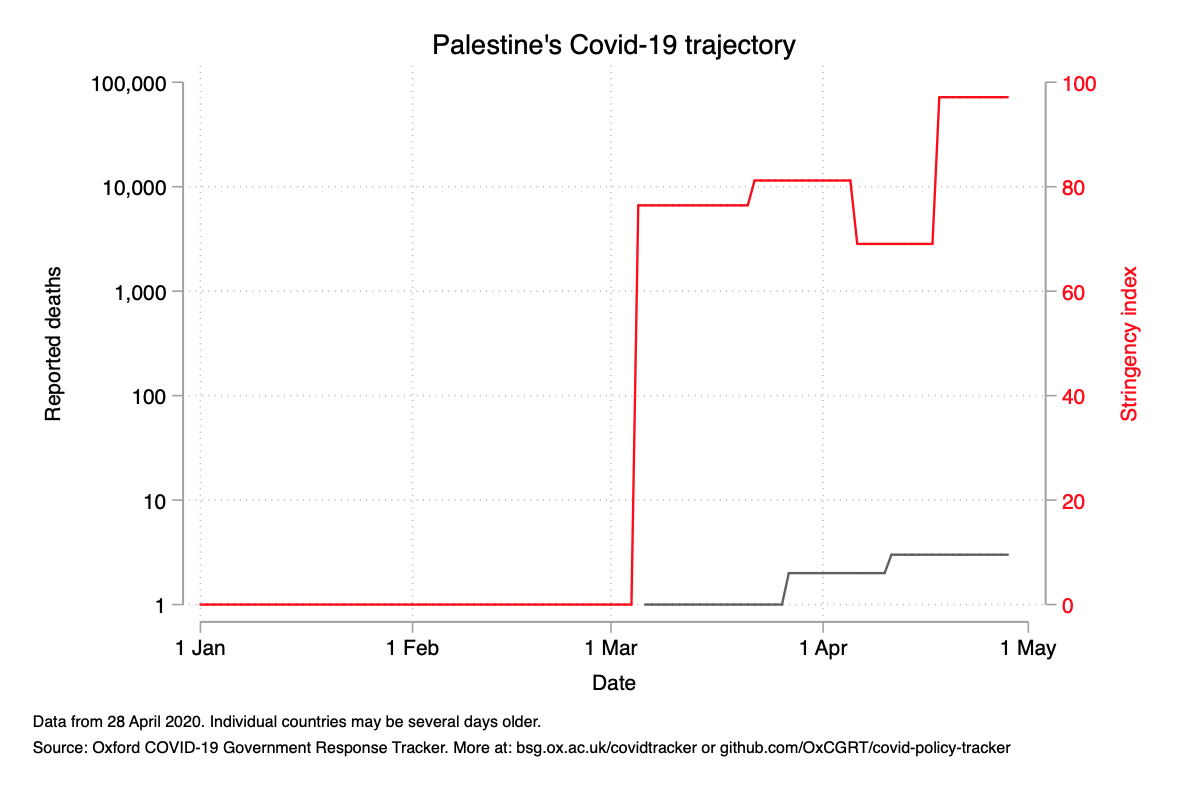 Palestine's Covid-19 trajectory
100,000
10,000
1,000
100
10
1
Reported deaths
100
80
60
40
20
0
Stringency index
1 Jan
1 Feb
1 Mar
1 Apr
1 May
Date
Data from 28 April 2020. Individual countries may be several days older.
Source: Oxford COVID-19 Government Response Tracker. More at: bsg.ox.ac.uk/covidtracker or github.com/OxCGRT/covid-policy-tracker